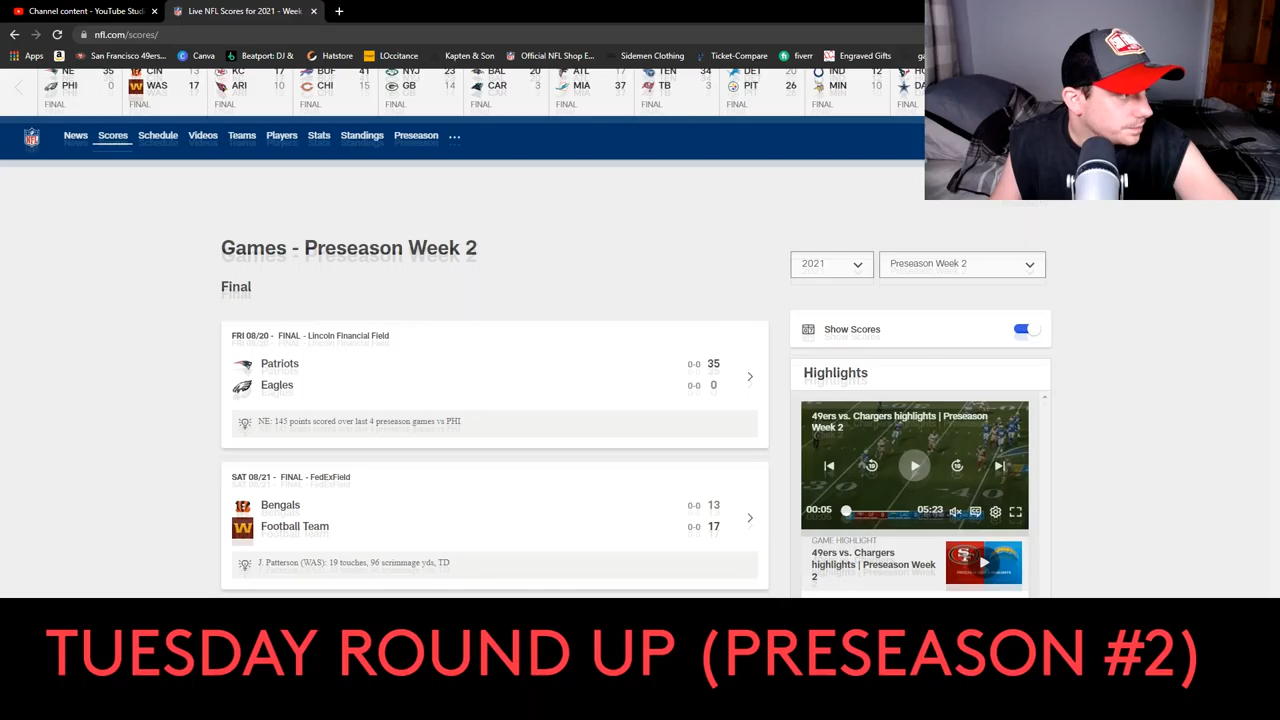 Channel content - YouTube Stud
Live NFL Scores for 2021 - Week
nfl.com/scores/
Apps San Francisco 49ers... Canva Beatport: DJ & Hatstore LOccitance Kapten & Son Official NFL Shop E... Sidemen Clothing Ticket-Compare fiverr Engraved Gifts
NE 35 CIN 13 KC 17 BUF 41 NYJ 23 BAL 20 ATL 17 TEN 34 DET 20 IND 12
PHI 0 WAS 17 ARI 10 CHI 15 GB 14 CAR 3 MIA 37 TB 3 PIT 26 MIN 10
FINAL FINAL FINAL FINAL FINAL FINAL FINAL FINAL FINAL FINAL FINAL
News Scores Schedule Videos Teams Players Stats Standings Preseason ...
Games - Preseason Week 2
2021 Preseason Week 2
Final
FRI 08/20 - FINAL - Lincoln Financial Field
Patriots 0-0 35
Eagles 0-0 0
NE: 145 points scored over last 4 preseason games vs PHI
SAT 08/21 - FINAL - FedExField
Bengals 0-0 13
Football Team 0-0 17
J. Patterson (WAS): 19 touches, 96 scrimmage yds, TD
Show Scores
Highlights
49ers vs. Chargers highlights | Preseason
Week 2
00:05 05:23
GAME HIGHLIGHT
49ers vs. Chargers
highlights | Preseason Week
2
TUESDAY ROUND UP (PRESEASON #2)